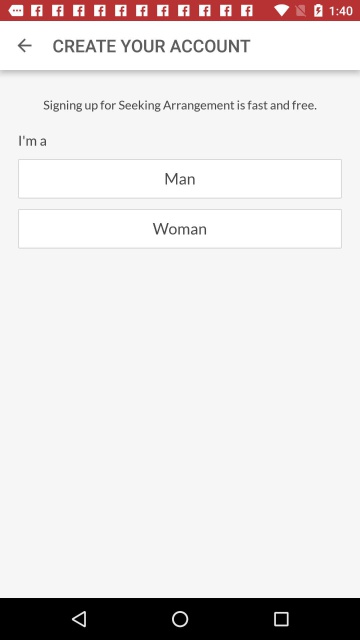 1:40
CREATE YOUR ACCOUNT
Signing up for Seeking Arrangement is fast and free.
I'm a
Man
Woman